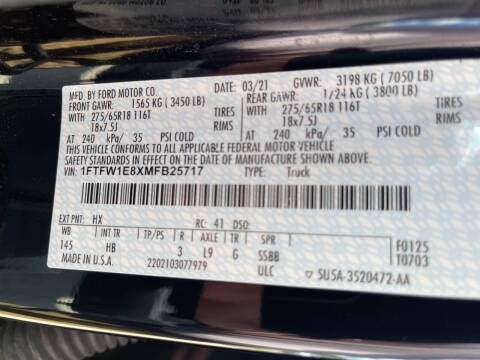 MFD. BY FORD MOTOR CO. DATE: 03/21 GVWR: 3198 KG (7050 LB)
FRONT GAWR: 1565 KG (3450 LB) REAR GAWR: 1724 KG (3800 LB)
WITH 275/65R18 116T TIRES WITH 275/65R18 116T TIRES
18x7.5J 18x7.5J
AT 240 kPa/ 35 PSI COLD AT 240 kPa/ 35 PSI COLD
THIS VEHICLE CONFORMS TO ALL APPLICABLE FEDERAL MOTOR VEHICLE
SAFETY STANDARDS IN EFFECT ON THE DATE OF MANUFACTURE SHOWN ABOVE.
VIN: 1FTFW1E8XMFB25717 TYPE: Truck
EXT PNT: HX RC: 41 DSO:
WB INT TR TP/PS R AXLE TR SPR F0125
145 HB 3 L9 G SSBB T0703
MADE IN U.S.A. 2202103077979 ULC 5U5A-3520472-AA